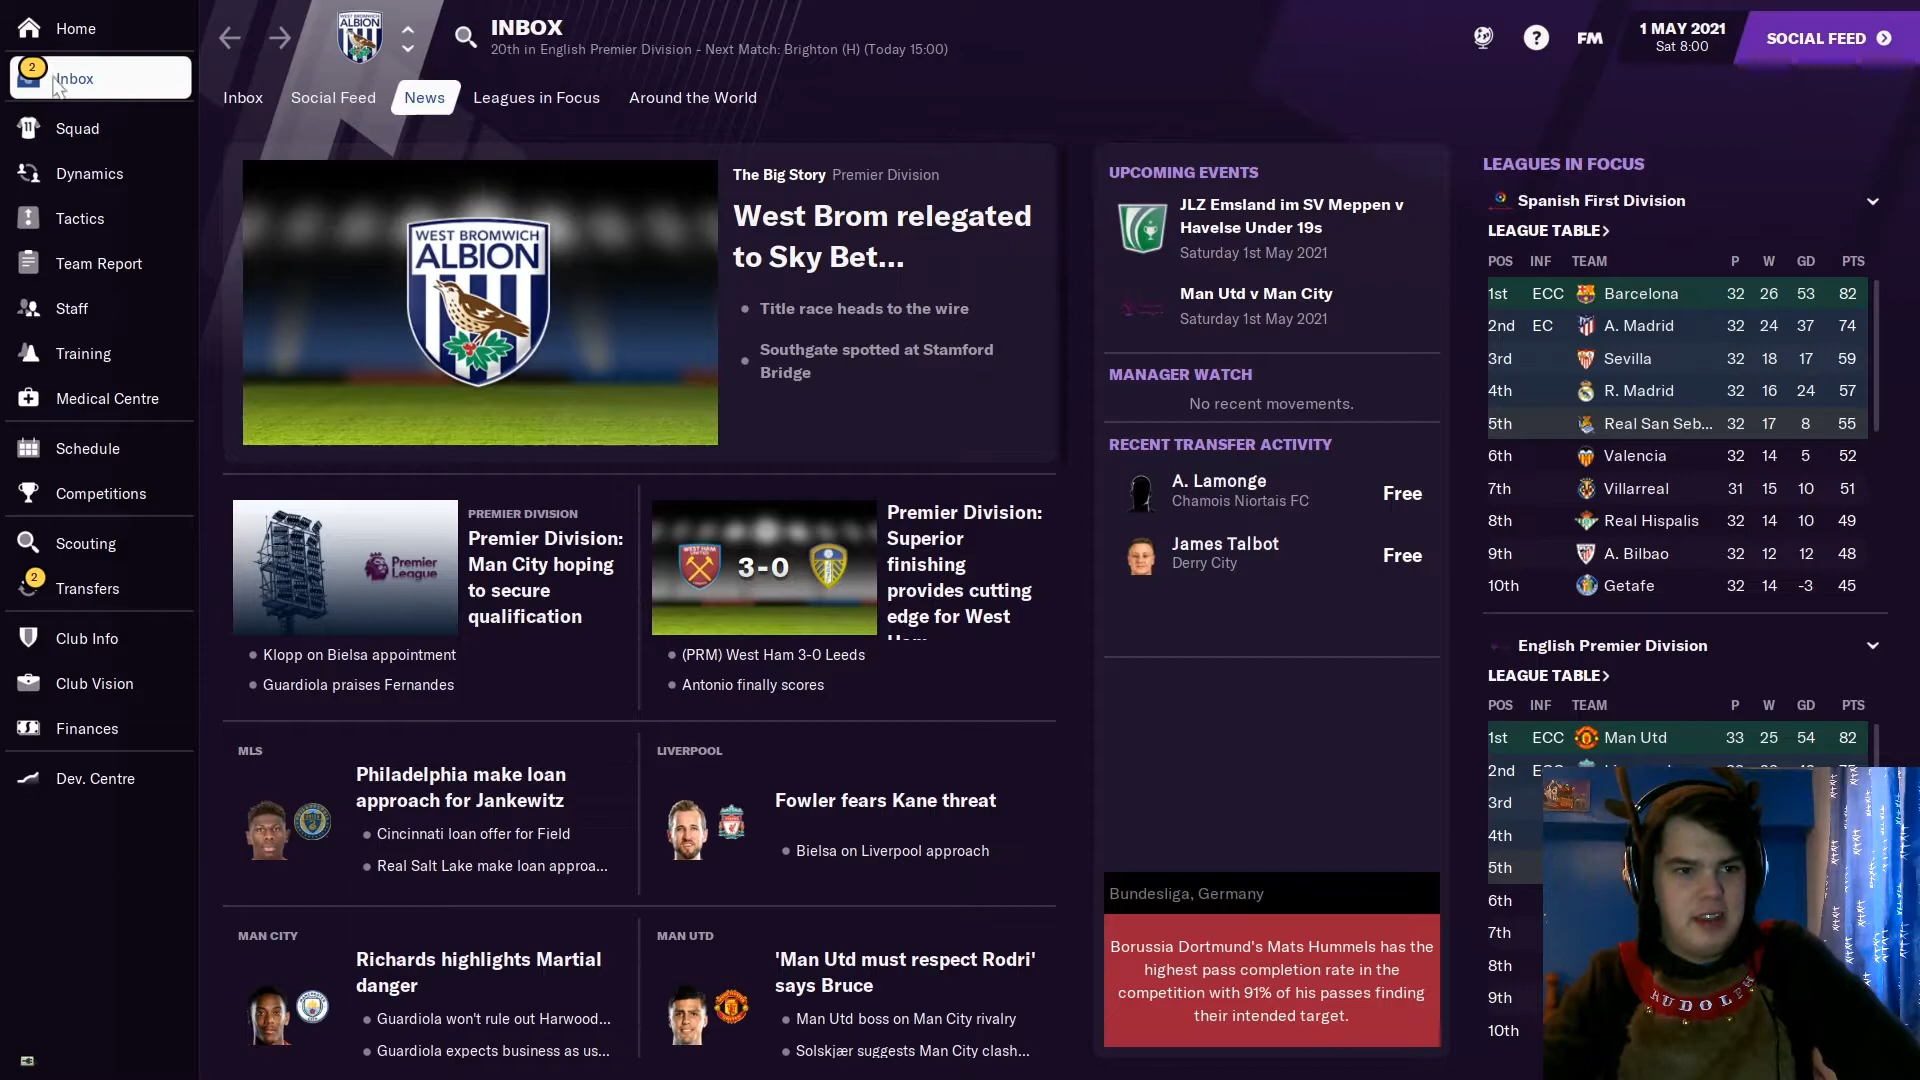 Home
2
Inbox
Squad
Dynamics
Tactics
Team Report
Staff
Training
Medical Centre
Schedule
Competitions
Scouting
2
Transfers
Club Info
Club Vision
Finances
Dev. Centre
INBOX
20th in English Premier Division - Next Match: Brighton (H) (Today 15:00)
FM
1 MAY 2021
Sat 8:00
SOCIAL FEED
Inbox Social Feed News Leagues in Focus Around the World
WEST BROMWICH
ALBION
The Big Story Premier Division
West Brom relegated
to Sky Bet...
Title race heads to the wire
Southgate spotted at Stamford
Bridge
Premier
League
PREMIER DIVISION
Premier Division:
Man City hoping
to secure
qualification
Klopp on Bielsa appointment
Guardiola praises Fernandes
3-0
Premier Division:
Superior
finishing
provides cutting
edge for West
(PRM) West Ham 3-0 Leeds
Antonio finally scores
MLS
Philadelphia make loan
approach for Jankewitz
Cincinnati loan offer for Field
Real Salt Lake make loan approa...
LIVERPOOL
Fowler fears Kane threat
Bielsa on Liverpool approach
MAN CITY
Richards highlights Martial
danger
Guardiola won't rule out Harwood...
Guardiola expects business as us...
MAN UTD
'Man Utd must respect Rodri'
says Bruce
Man Utd boss on Man City rivalry
Solskjær suggests Man City clash...
UPCOMING EVENTS
JLZ Emsland im SV Meppen v
Havelse Under 19s
Saturday 1st May 2021
Man Utd v Man City
Saturday 1st May 2021
MANAGER WATCH
No recent movements.
RECENT TRANSFER ACTIVITY
A. Lamonge
Chamois Niortais FC
Free
James Talbot
Derry City
Free
Bundesliga, Germany
Borussia Dortmund's Mats Hummels has the
highest pass completion rate in the
competition with 91% of his passes finding
their intended target.
LEAGUES IN FOCUS
Spanish First Division
LEAGUE TABLE>
POS INF TEAM P W GD PTS
1st ECC Barcelona 32 26 53 82
2nd EC A. Madrid 32 24 37 74
3rd Sevilla 32 18 17 59
4th R. Madrid 32 16 24 57
5th Real San Seb... 32 17 8 55
6th Valencia 32 14 5 52
7th Villarreal 31 15 10 51
8th Real Hispalis 32 14 10 49
9th A. Bilbao 32 12 12 48
10th Getafe 32 14 -3 45
English Premier Division
LEAGUE TABLE>
POS INF TEAM P W GD PTS
1st ECC Man Utd 33 25 54 82
2nd
3rd
4th
5th
6th
7th
8th
9th
10th
RUDOLPH